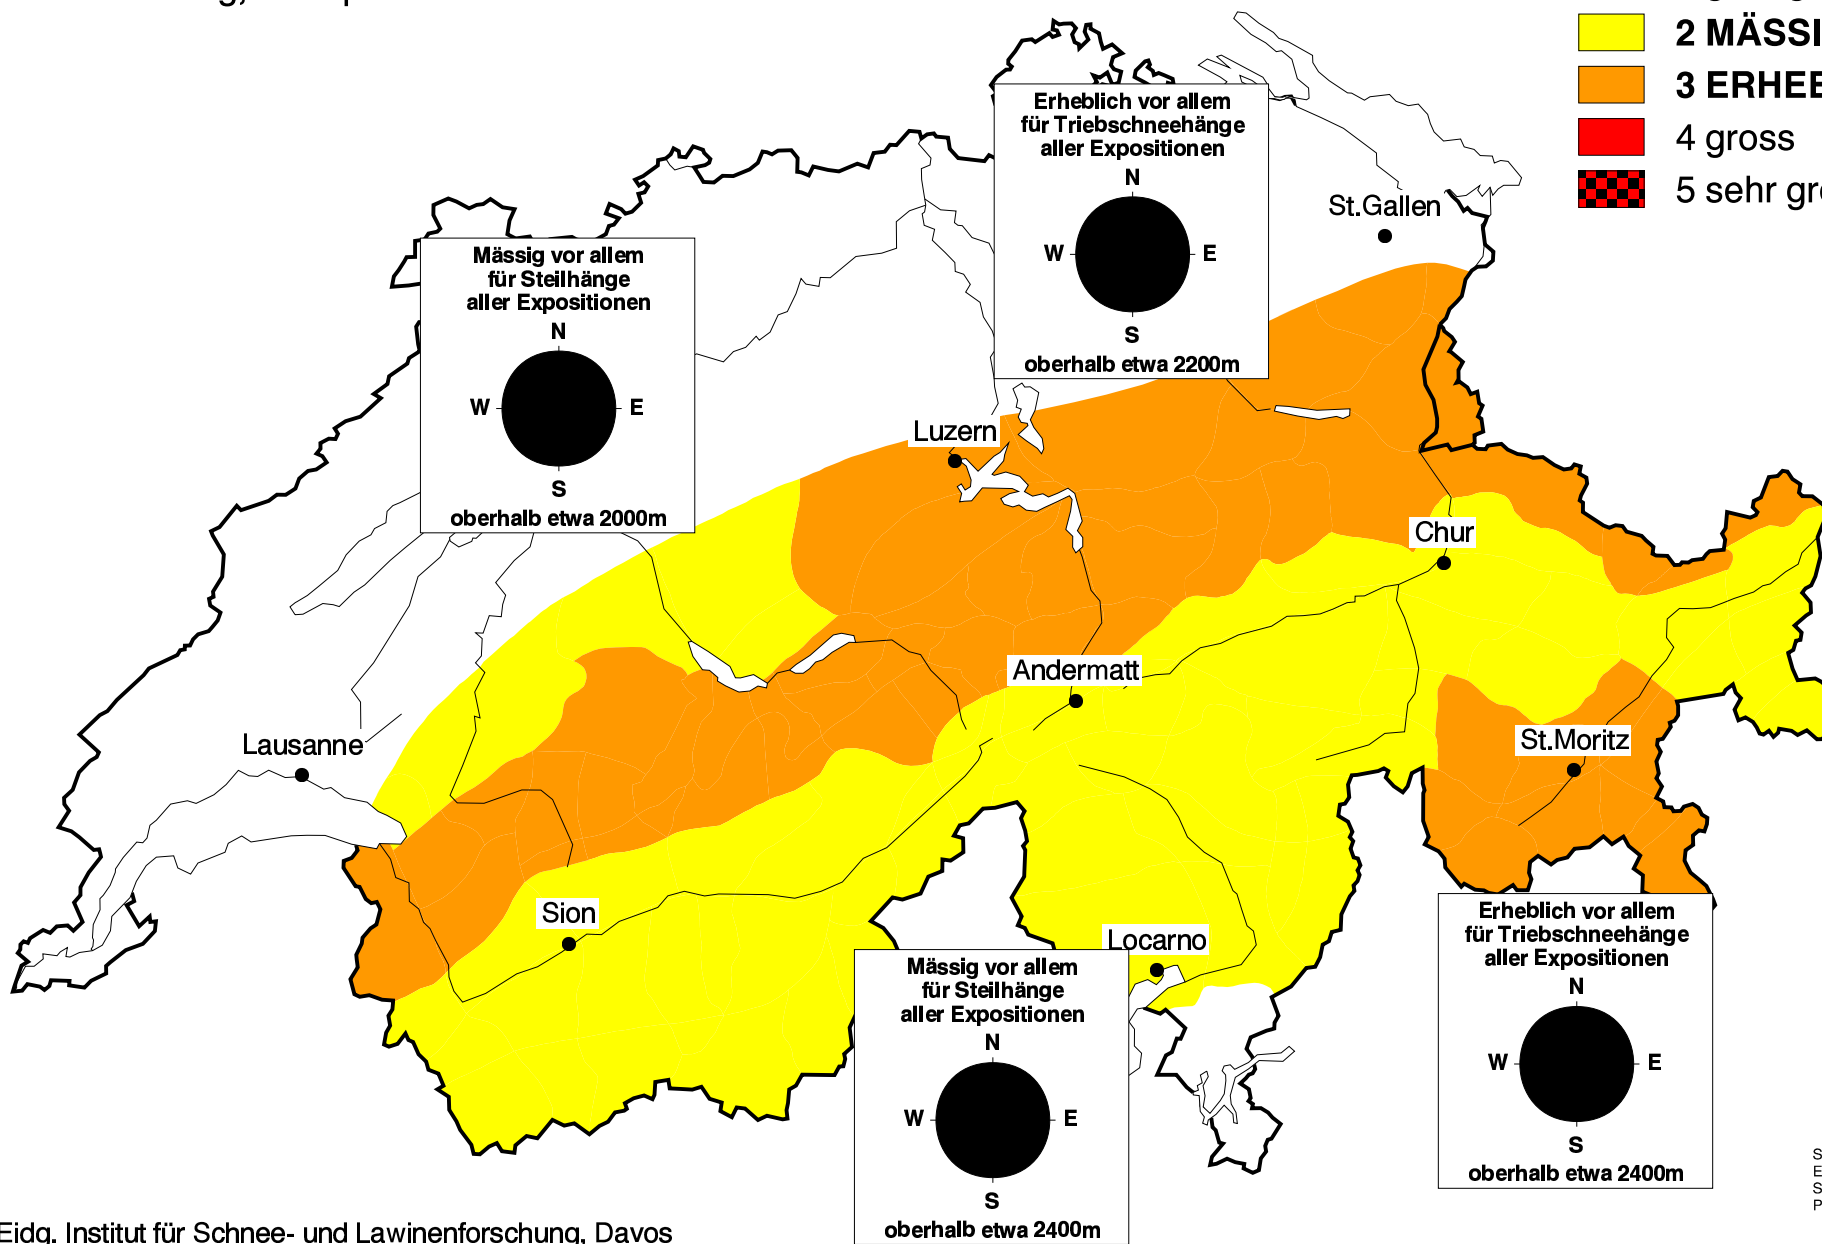 2 MÄSSI
3 ERHEB
4 gross
5 sehr gro
Erheblich vor allem
für Triebschneehänge
aller Expositionen
N
W E
S
oberhalb etwa 2200m
St.Gallen
Mässig vor allem
für Steilhänge
aller Expositionen
N
W E
S
oberhalb etwa 2000m
Luzern
Chur
Andermatt
Lausanne
St.Moritz
Sion
Locarno
Erheblich vor allem
für Triebschneehänge
aller Expositionen
N
W E
S
oberhalb etwa 2400m
Mässig vor allem
für Steilhänge
aller Expositionen
N
W E
S
oberhalb etwa 2400m
S
E
S
P
Eidg. Institut für Schnee- und Lawinenforschung, Davos